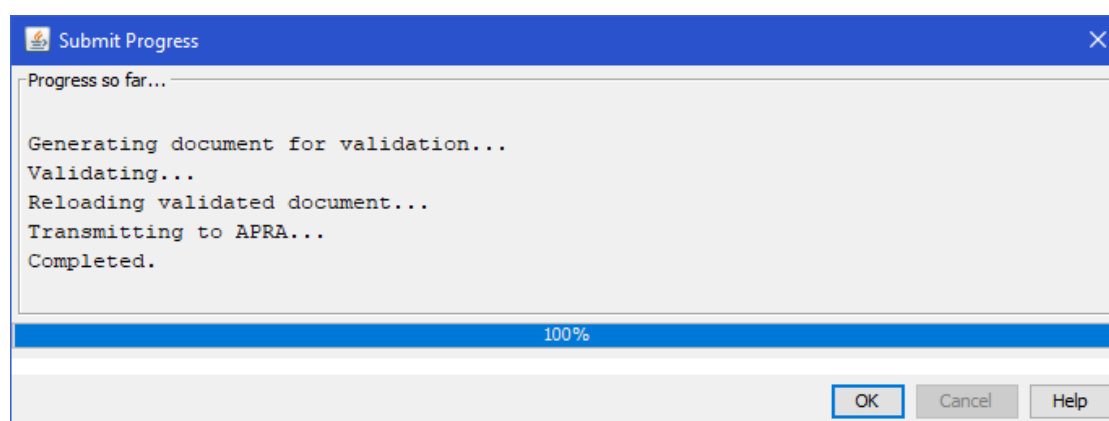 Submit Progress
Progress so far...
Generating document for validation...
Validating...
Reloading validated document...
Transmitting to APRA...
Completed.
100%
OK Cancel Help